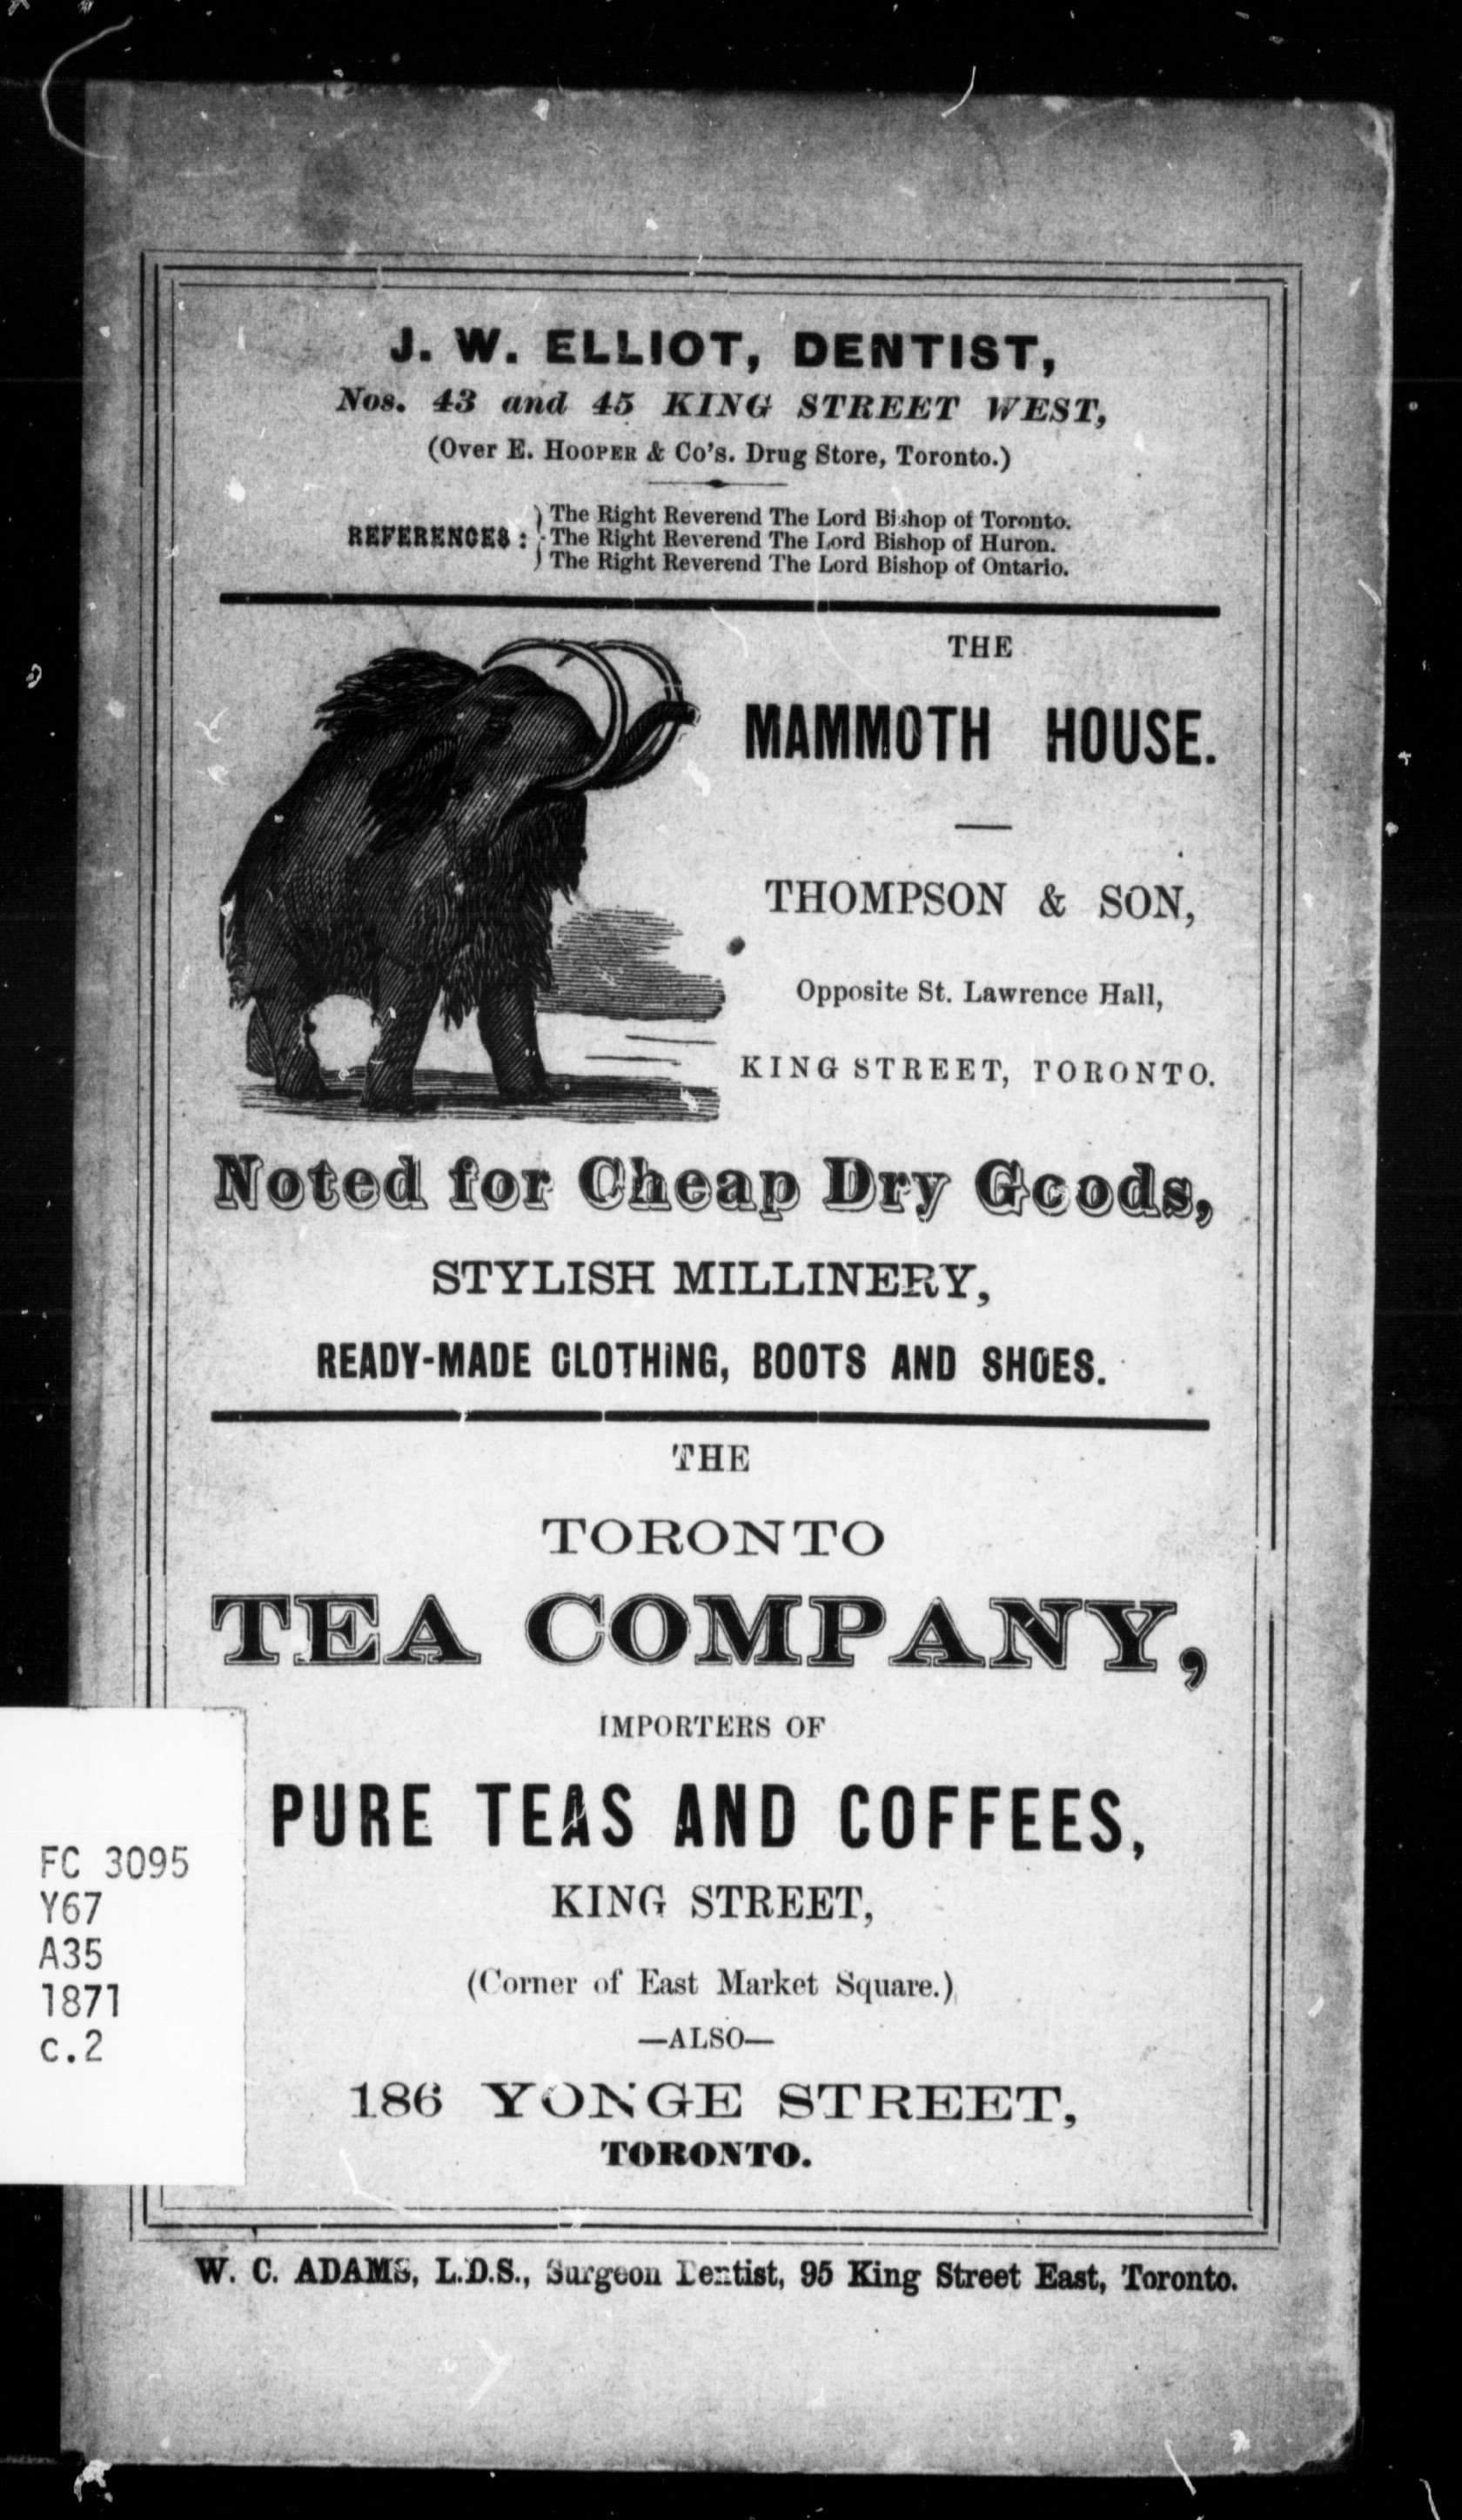 J. W. ELLIOT, DENTIST,
Nos. 43 and 45 KING STREET WEST,
(Over E. HOOPER & Co's. Drug Store, Toronto.)
REFERENCES :
The Right Reverend The Lord Bishop of Toronto.
The Right Reverend The Lord Bishop of Huron.
The Right Reverend The Lord Bishop of Ontario.
THE
MAMMOTH HOUSE.
THOMPSON & SON,
Opposite St. Lawrence Hall,
KING STREET, TORONTO.
Noted for Cheap Dry Goods,
STYLISH MILLINERY,
READY-MADE CLOTHING, BOOTS AND SHOES.
THE
TORONTO
TEA COMPANY,
IMPORTERS OF
PURE TEAS AND COFFEES,
KING STREET,
(Corner of East Market Square.)
—ALSO—
186 YONGE STREET,
TORONTO.
W. C. ADAMS, L.D.S., Surgeon Dentist, 95 King Street East, Toronto.
FC 3095
Y67
A35
1871
c.2